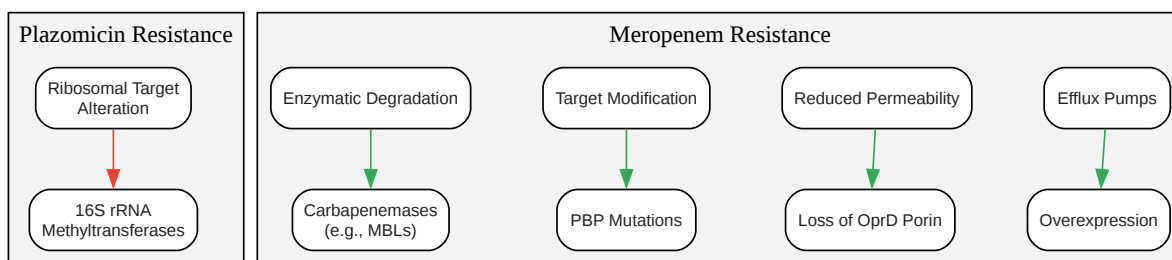 Plazomicin Resistance
Meropenem Resistance
Ribosomal Target
Alteration
Enzymatic Degradation
Target Modification
Reduced Permeability
Efflux Pumps
16S rRNA
Methyltransferases
Carbapenemases
(e.g., MBLs)
PBP Mutations
Loss of OprD Porin
Overexpression